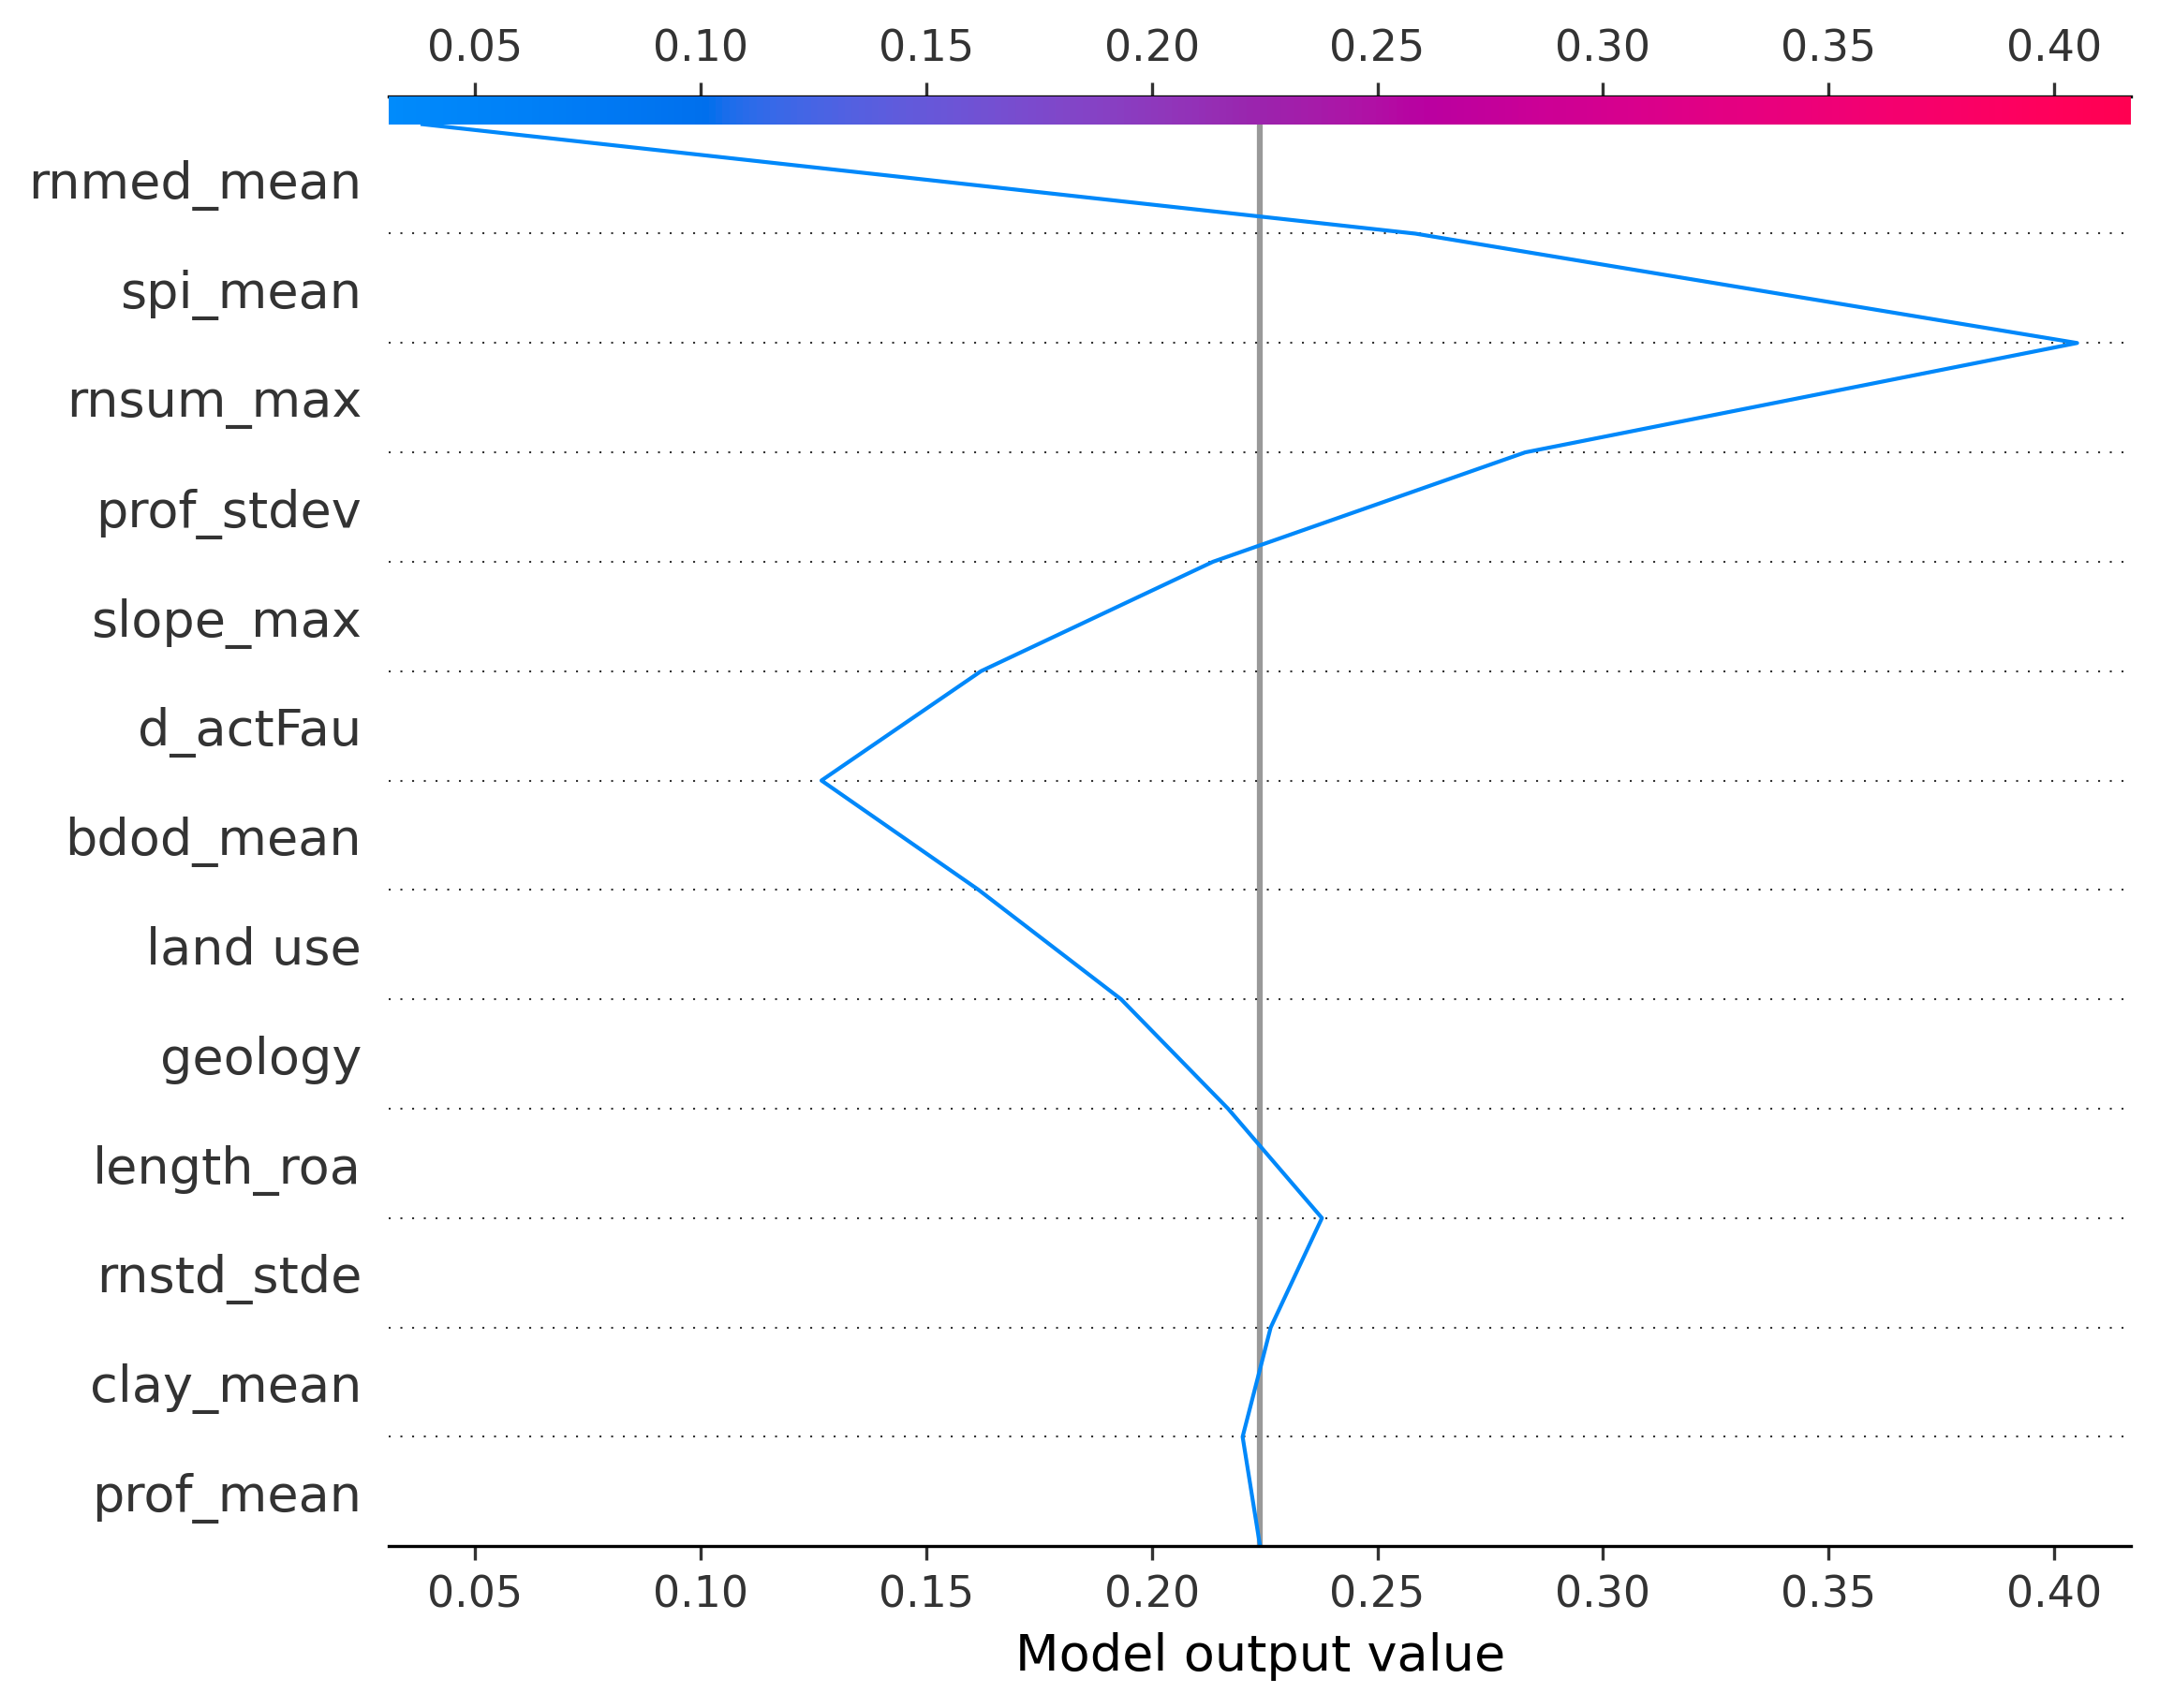 0.05 0.10 0.15 0.20 0.25 0.30 0.35 0.40
rnmed_mean
spi_mean
rnsum_max
prof_stdev
slope_max
d_actFau
bdod_mean
land use
geology
length_roa
rnstd_stde
clay_mean
prof_mean
0.05 0.10 0.15 0.20 0.25 0.30 0.35 0.40
Model output value